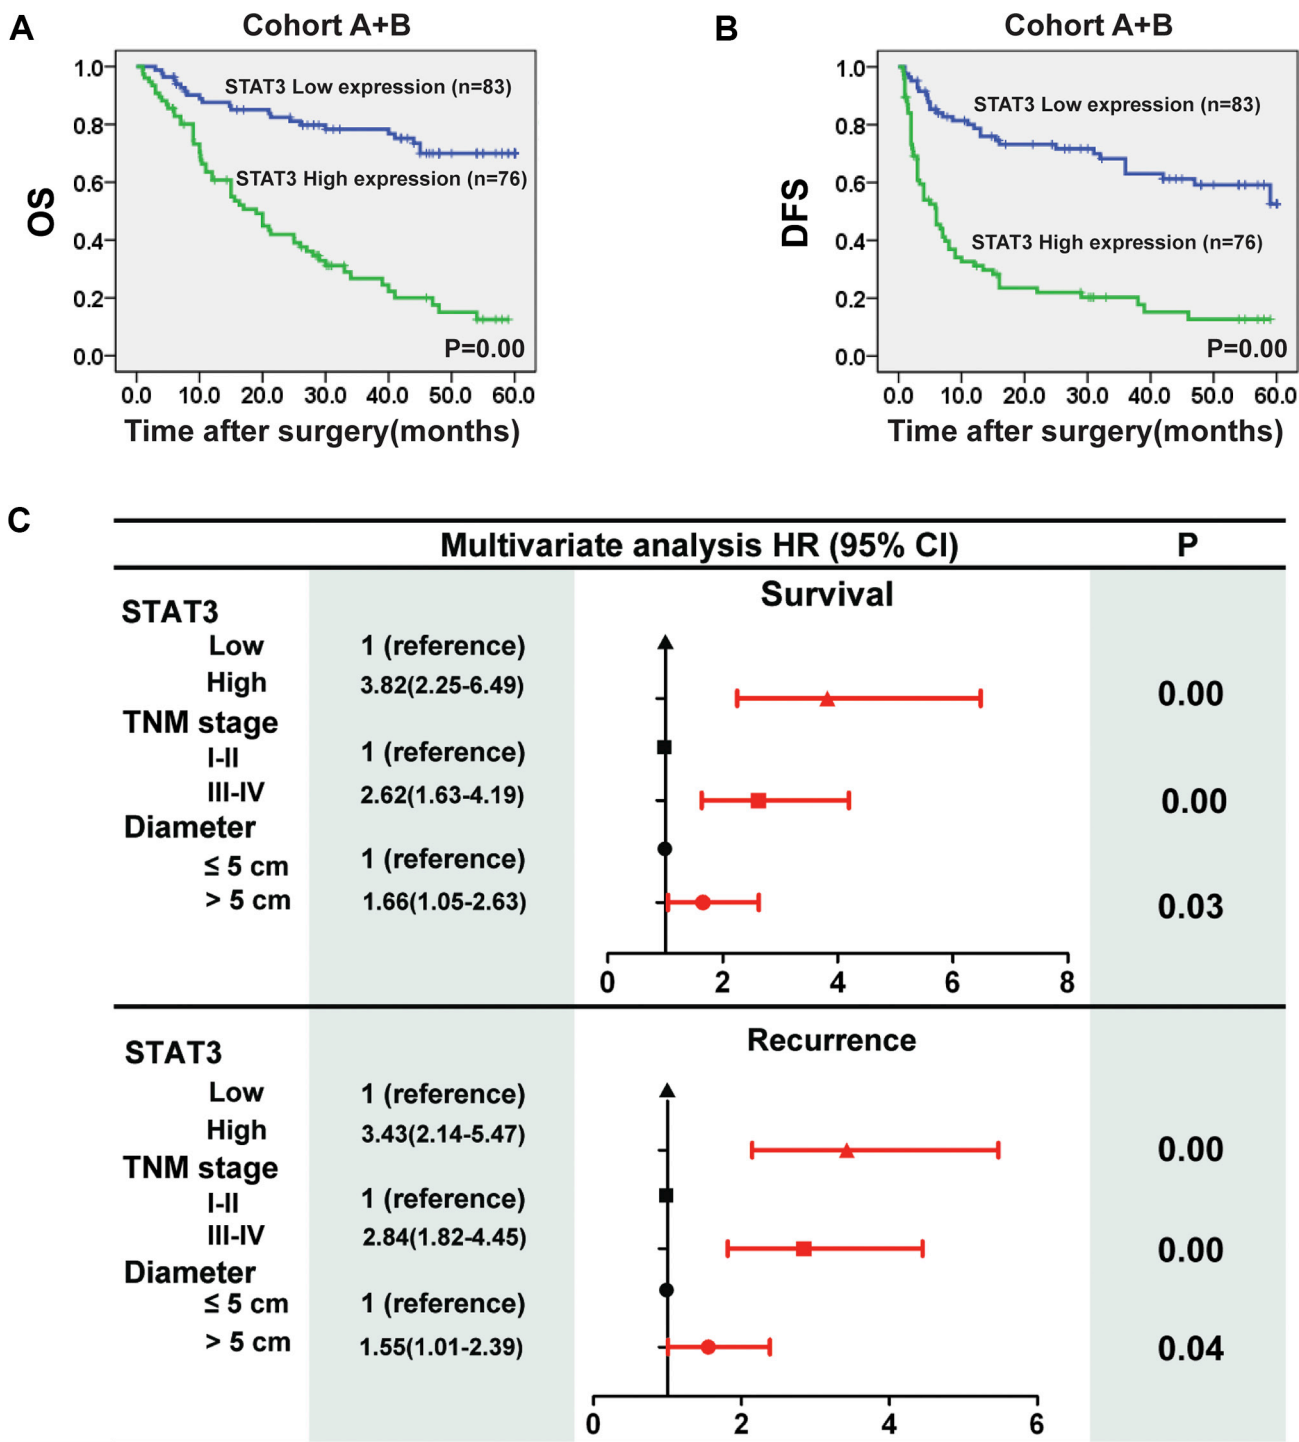 A
Cohort A+B
1.0
0.8
0.6
0.4
0.2
0.0
OS
STAT3 Low expression (n=83)
STAT3 High expression (n=76)
P=0.00
0.0 10.0 20.0 30.0 40.0 50.0 60.0
Time after surgery(months)
B
Cohort A+B
1.0
0.8
0.6
0.4
0.2
0.0
DFS
STAT3 Low expression (n=83)
STAT3 High expression (n=76)
P=0.00
0.0 10.0 20.0 30.0 40.0 50.0 60.0
Time after surgery(months)
C
Multivariate analysis HR (95% CI) P
Survival
STAT3
Low 1 (reference)
High 3.82(2.25-6.49) 0.00
TNM stage
I-II 1 (reference)
III-IV 2.62(1.63-4.19) 0.00
Diameter
≤ 5 cm 1 (reference)
> 5 cm 1.66(1.05-2.63) 0.03
0 2 4 6 8
Recurrence
STAT3
Low 1 (reference)
High 3.43(2.14-5.47) 0.00
TNM stage
I-II 1 (reference)
III-IV 2.84(1.82-4.45) 0.00
Diameter
≤ 5 cm 1 (reference)
> 5 cm 1.55(1.01-2.39) 0.04
0 2 4 6